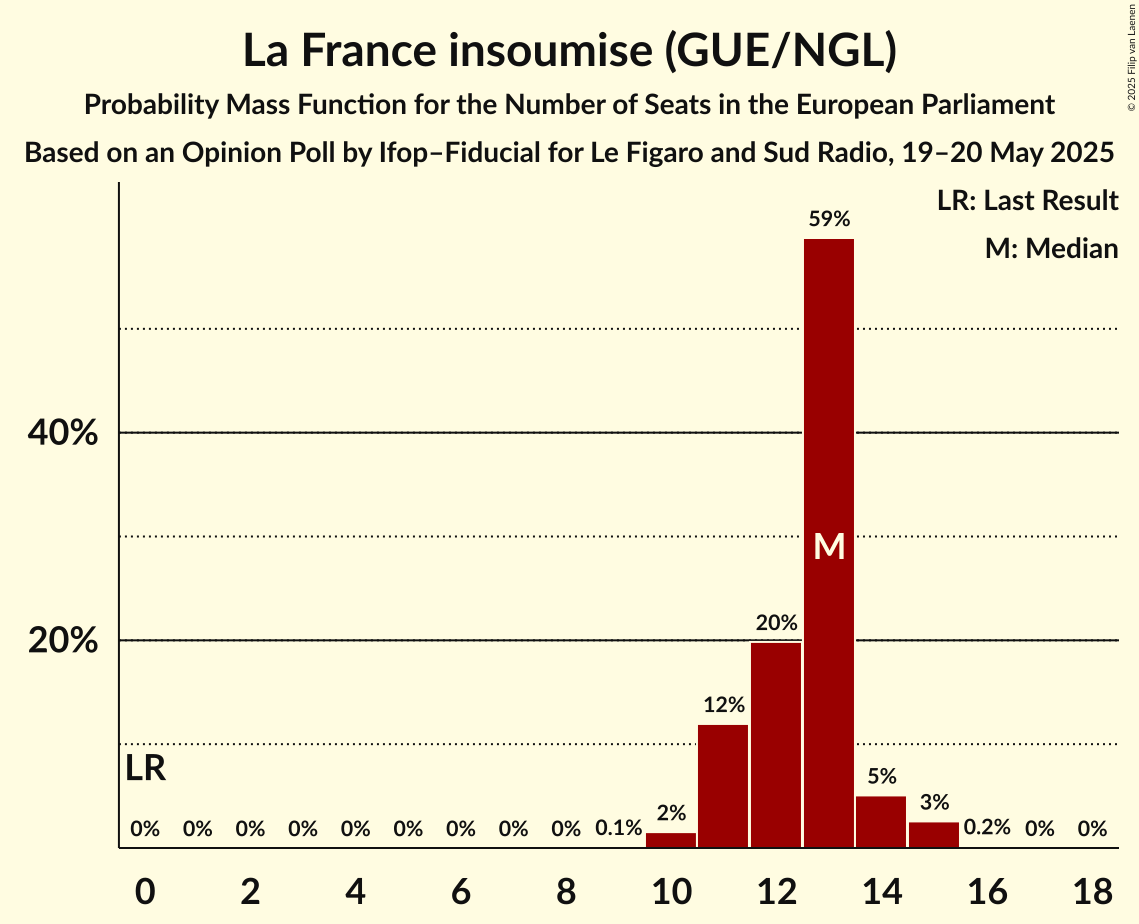 La France insoumise (GUE/NGL)
Probability Mass Function for the Number of Seats in the European Parliament
Based on an Opinion Poll by Ifop–Fiducial for Le Figaro and Sud Radio, 19–20 May 2025
© 2025 Filip van Laenen
LR: Last Result
M: Median
59%
40%
M
20%
20%
12%
LR
5%
3%
2%
0% 0% 0% 0% 0% 0% 0% 0% 0% 0.1% 0.2% 0% 0%
0 2 4 6 8 10 12 14 16 18